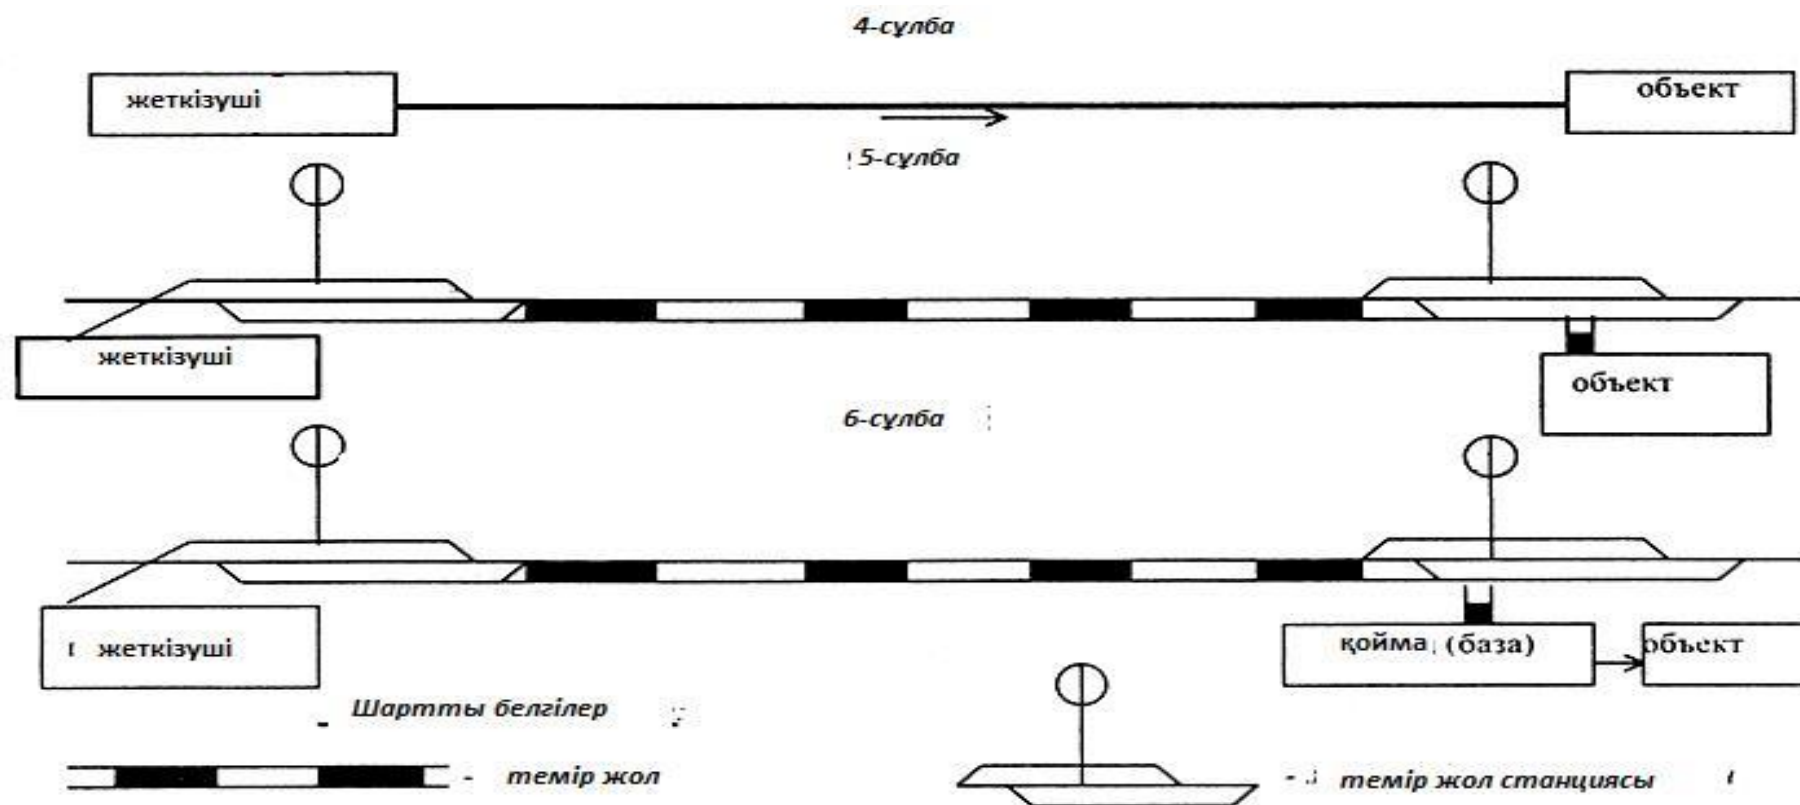 4-сұлба
жеткізуші
объект
5-сұлба
жеткізуші
объект
6-сұлба
жеткізуші
қойма (база)
объект
Шартты белгілер
- темір жол
- темір жол станциясы